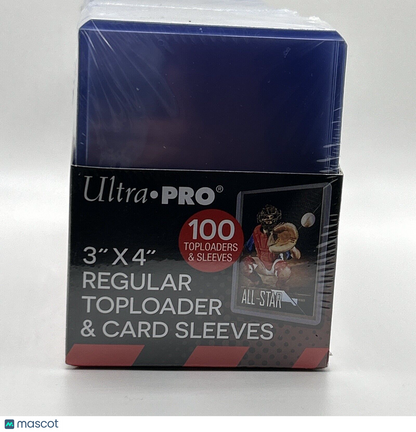 Ultra•PRO®
100
TOPLOADERS
& SLEEVES
3" X 4"
REGULAR
TOPLOADER
& CARD SLEEVES
ALL-STAR
mascot